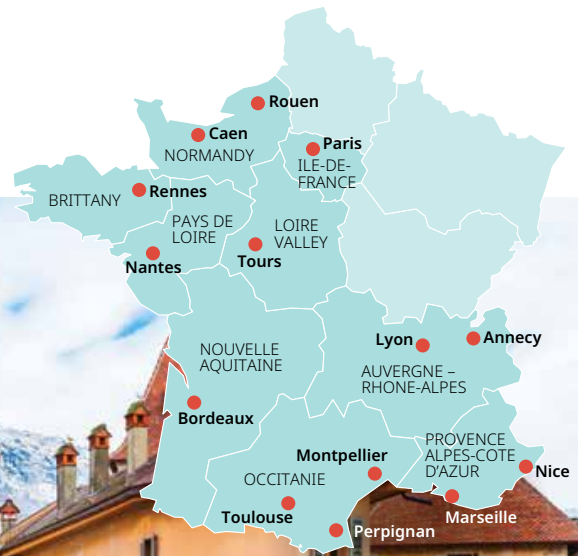 Rouen
Caen
NORMANDY
Paris
ILE-DE-
FRANCE
BRITTANY
Rennes
PAYS DE
LOIRE
Nantes
LOIRE
VALLEY
Tours
NOUVELLE
AQUITAINE
Bordeaux
Lyon
Annecy
AUVERGNE –
RHONE-ALPES
Montpellier
OCCITANIE
Toulouse
Perpignan
PROVENCE
ALPES-COTE
D’AZUR
Nice
Marseille